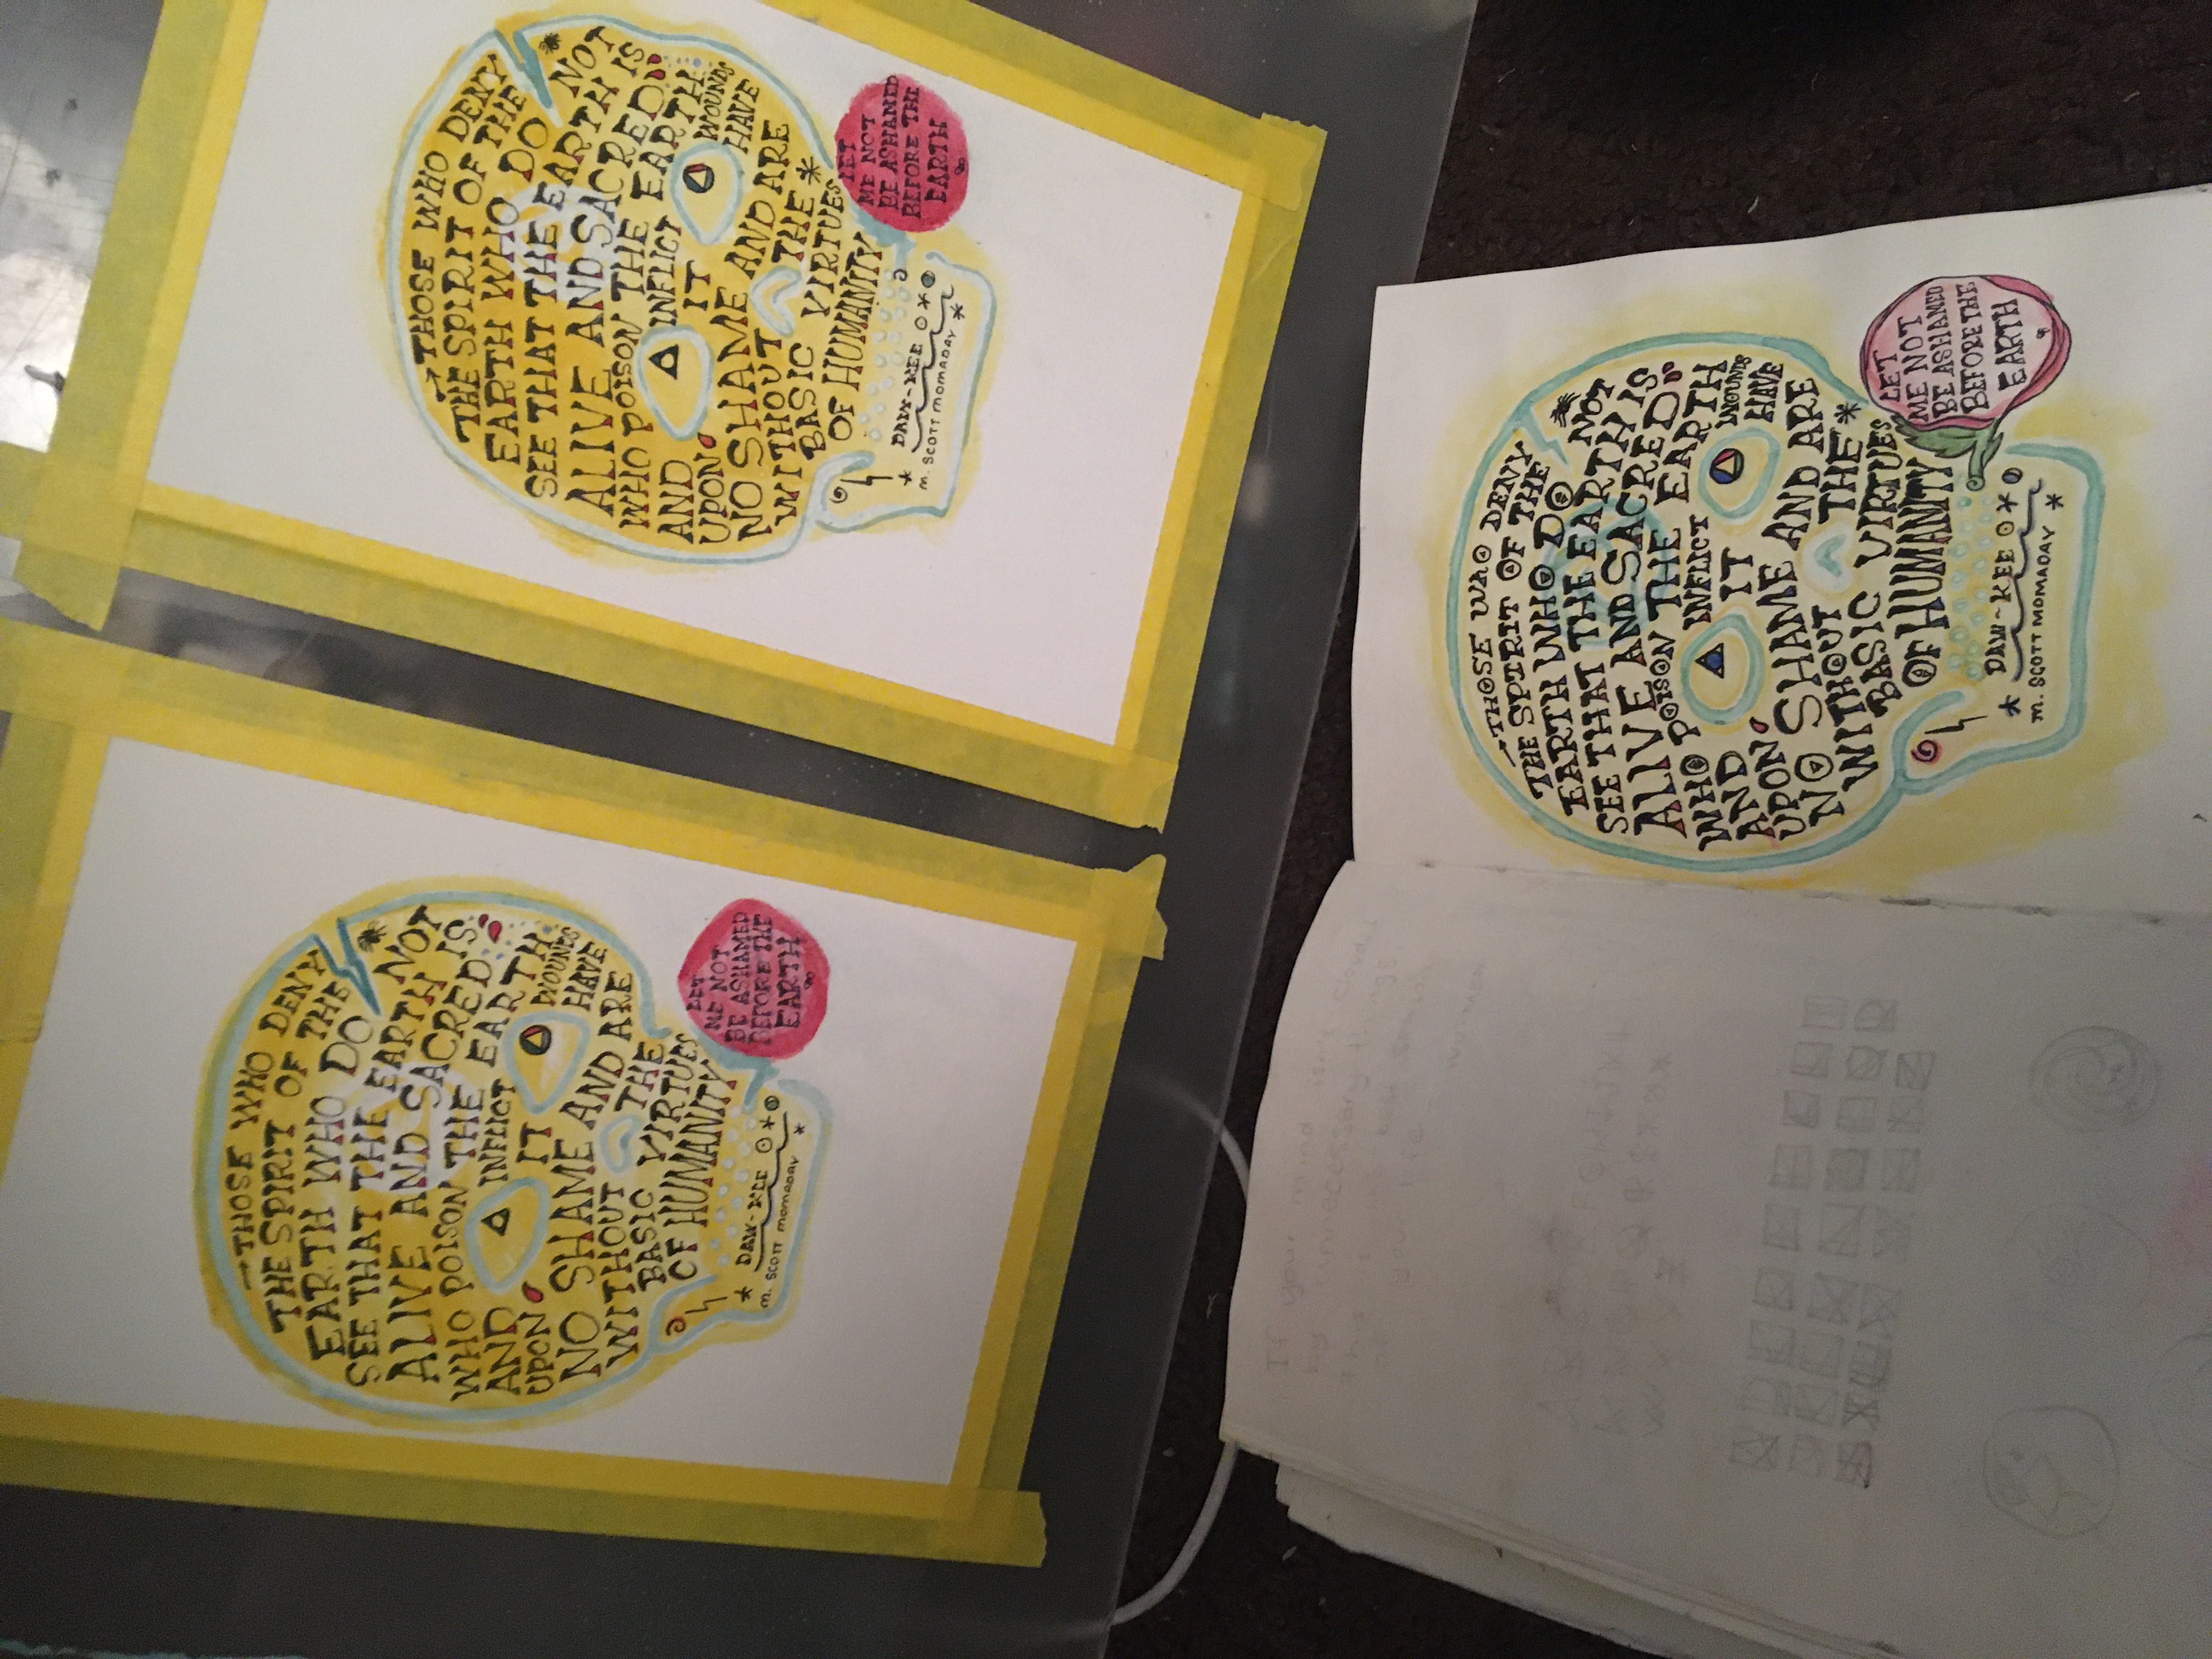 →THOSE WHO DENY
THE SPIRIT OF THE
EARTH WHO DO
NOT
SEE THAT THE EARTH IS
ALIVE AND SACRED
WHO POISON THE EARTH
AND INFLICT WOUNDS
UPON IT HAVE
NO SHAME AND ARE
WITHOUT THE
BASIC VIRTUES
OF HUMANITY
DAW-KEE
M. SCOTT MOMADAY
LET
ME NOT
BE ASHAMED
BEFORE THE
EARTH
→THOSE WHO DENY
THE SPIRIT OF THE
EARTH WHO DO
NOT
SEE THAT THE EARTH IS
ALIVE AND SACRED
WHO POISON THE EARTH
AND INFLICT WOUNDS
UPON IT HAVE
NO SHAME AND ARE
WITHOUT THE *
BASIC VIRTUES
OF HUMANITY
DAW-KEE
M. SCOTT MOMADAY
LET
ME NOT
BE ASHAMED
BEFORE THE
EARTH
If your mind isn't clouded
by unnecessary things
This is the best season
of your life
→THOSE WHO DENY
THE SPIRIT OF THE
EARTH WHO DO
NOT
SEE THAT THE EARTH IS
ALIVE AND SACRED
WHO POISON THE EARTH
AND INFLICT WOUNDS
UPON IT HAVE
NO SHAME AND ARE
WITHOUT THE *
BASIC VIRTUES
OF HUMANITY
DAW-KEE
M. SCOTT MOMADAY
LET
ME NOT
BE ASHAMED
BEFORE THE
EARTH